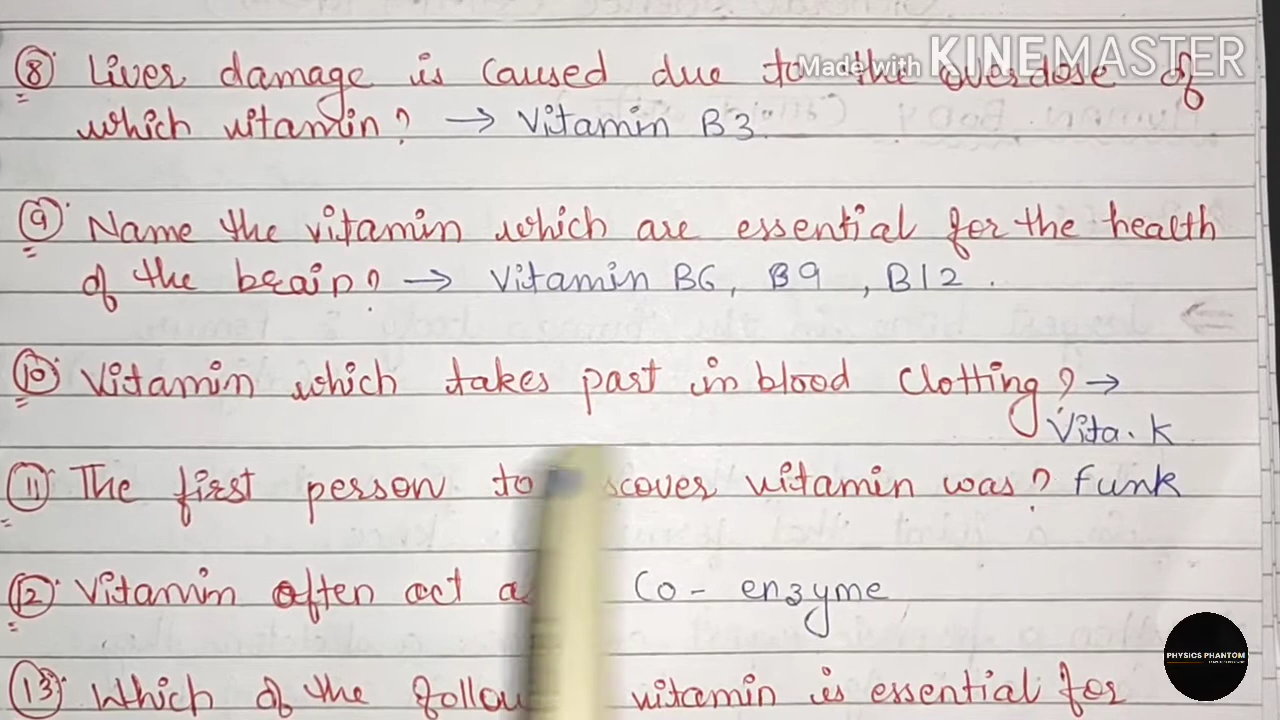 Made with KINEMASTER
⑧ Liver damage is caused due to the overdose of
which vitamin? → Vitamin B3
⑨ Name the vitamin which are essential for the health
of the brain? → Vitamin B6, B9, B12.
⑩ Vitamin which takes part in blood clotting? →
Vita. K
⑪ The first person to scover vitamin was? Funk
⑫ Vitamin often act a Co-enzyme
⑬ Which of the follow vitamin is essential for
PHYSICS PHANTOM